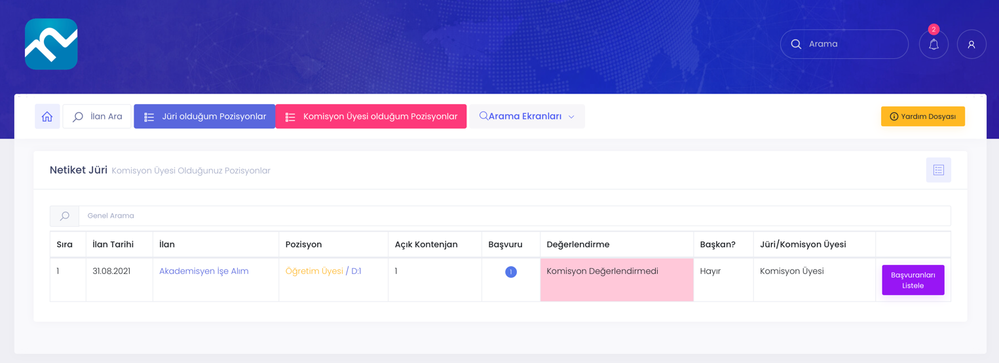 Arama
2
İlan Ara
Jüri olduğum Pozisyonlar
Komisyon Üyesi olduğum Pozisyonlar
Arama Ekranları
Yardım Dosyası
Netiket Jüri Komisyon Üyesi Olduğunuz Pozisyonlar
Genel Arama
Sıra İlan Tarihi İlan Pozisyon Açık Kontenjan Başvuru Değerlendirme Başkan? Jüri/Komisyon Üyesi
1 31.08.2021 Akademisyen İşe Alım Öğretim Üyesi / D:1 1 1 Komisyon Değerlendirmedi Hayır Komisyon Üyesi
Başvuranları
Listele